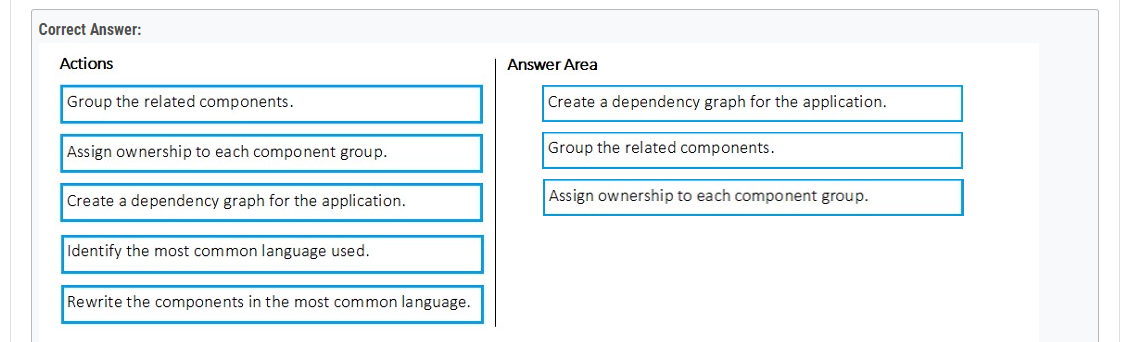 Correct Answer:
Actions
Answer Area
Group the related components.
Create a dependency graph for the application.
Assign ownership to each component group.
Group the related components.
Create a dependency graph for the application.
Assign ownership to each component group.
Identify the most common language used.
Rewrite the components in the most common language.